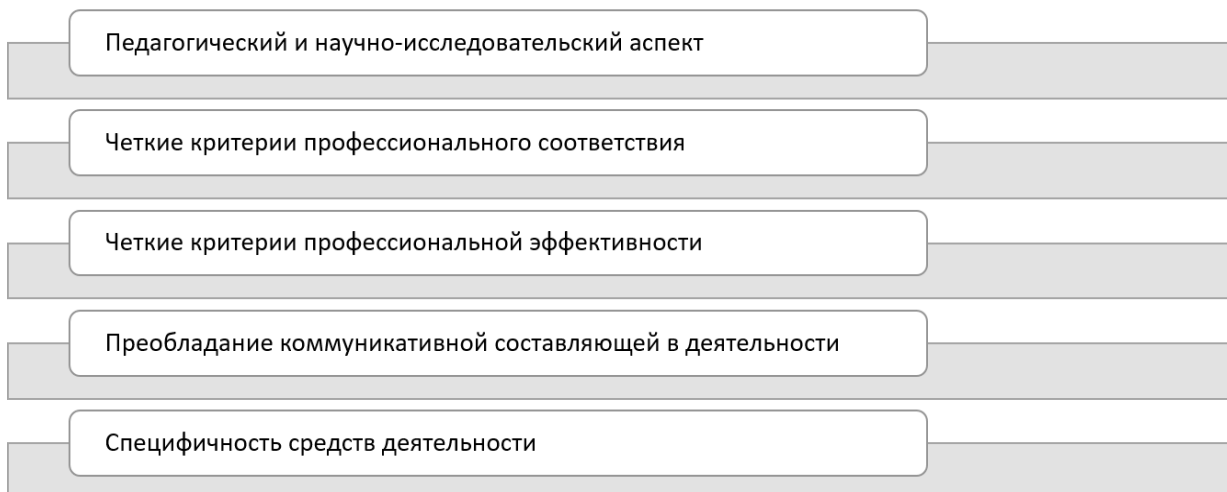 Педагогический и научно-исследовательский аспект
Четкие критерии профессионального соответствия
Четкие критерии профессиональной эффективности
Преобладание коммуникативной составляющей в деятельности
Специфичность средств деятельности